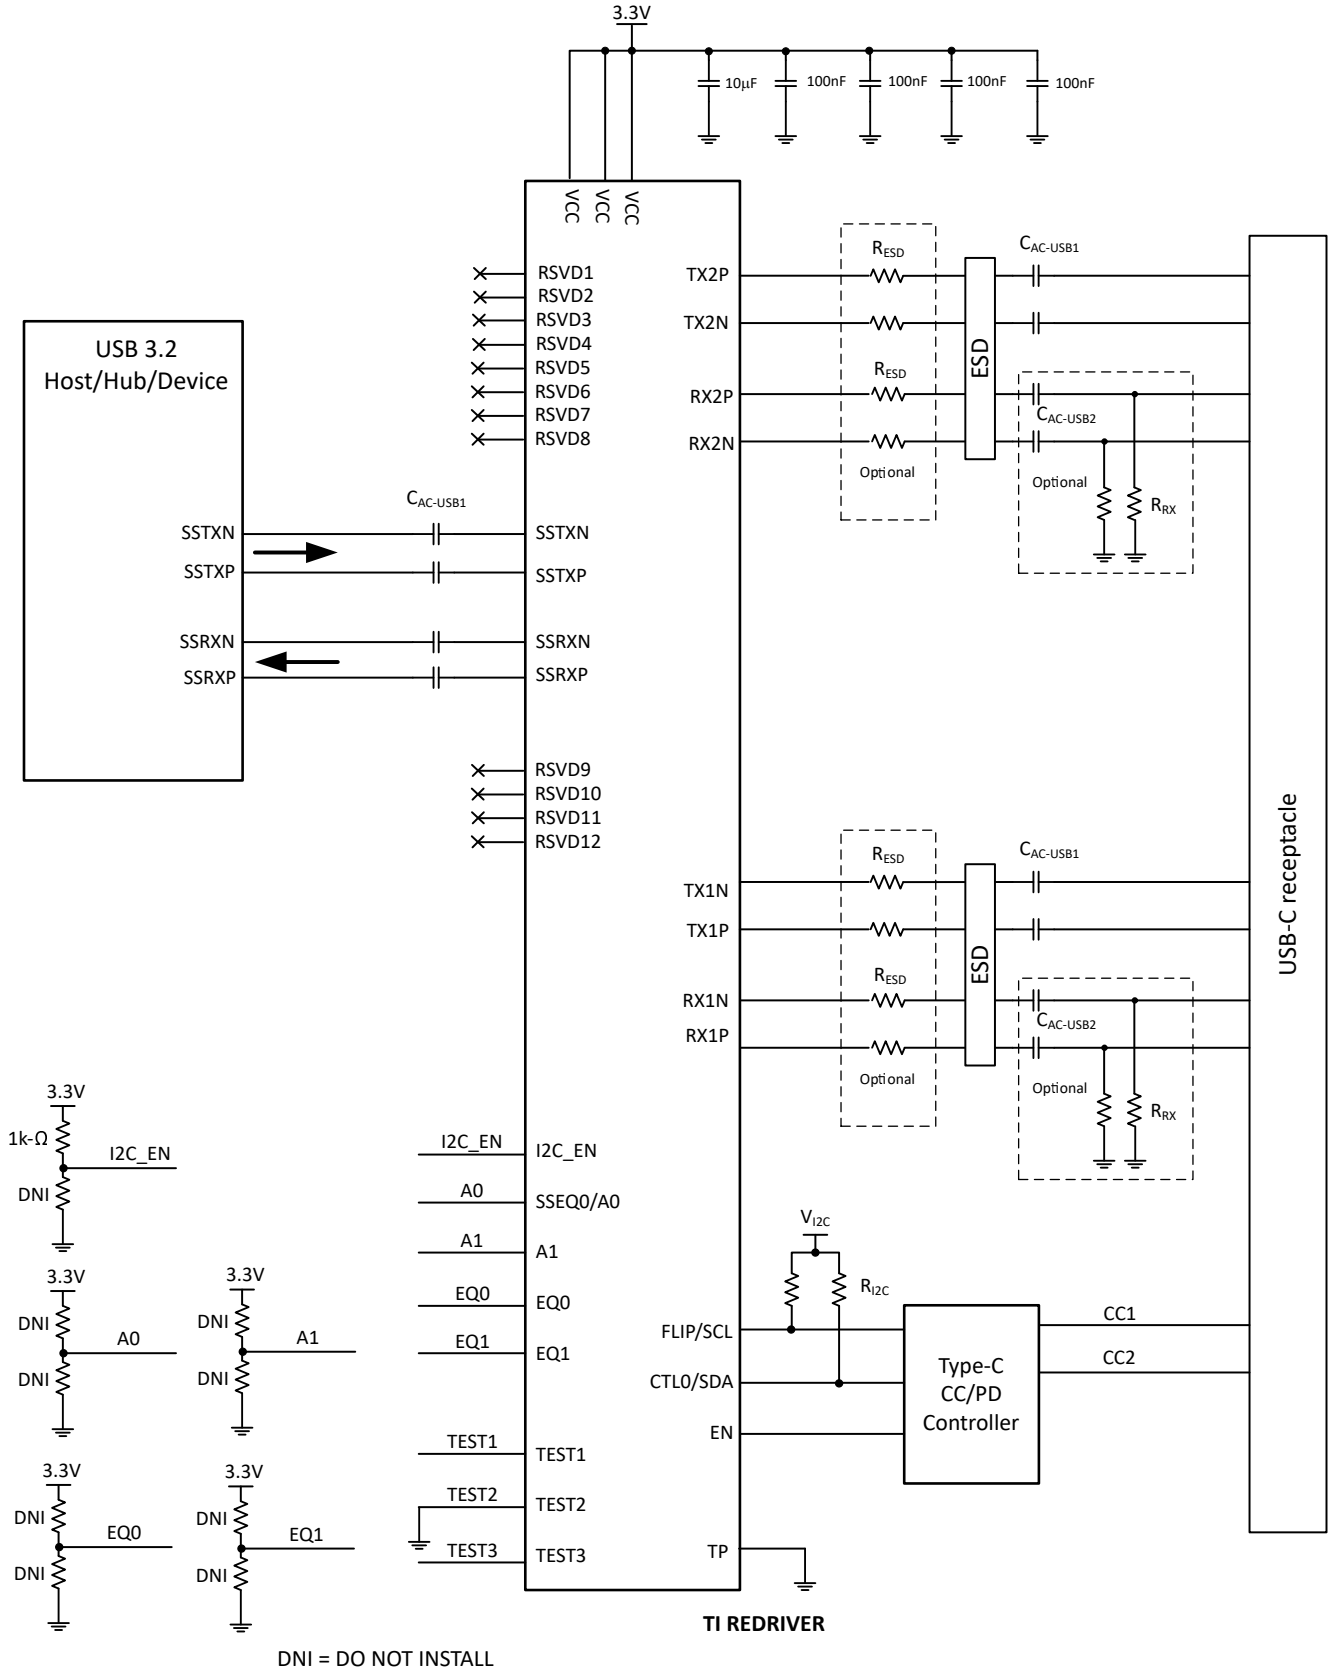 3.3V
10µF
100nF
100nF
100nF
100nF
VCC
VCC
VCC
RSVD1
RSVD2
RSVD3
RSVD4
RSVD5
RSVD6
RSVD7
RSVD8
USB 3.2
Host/Hub/Device
SSTXN
SSTXP
SSRXN
SSRXP
CAC-USB1
SSTXN
SSTXP
SSRXN
SSRXP
RSVD9
RSVD10
RSVD11
RSVD12
TX2P
TX2N
RX2P
RX2N
RESD
RESD
Optional
ESD
CAC-USB1
CAC-USB2
Optional
RRX
TX1N
TX1P
RX1N
RX1P
RESD
RESD
Optional
ESD
CAC-USB1
CAC-USB2
Optional
RRX
USB-C receptacle
3.3V
1k-Ω
I2C_EN
DNI
3.3V
DNI
A0
DNI
3.3V
DNI
A1
DNI
3.3V
DNI
EQ0
DNI
3.3V
DNI
EQ1
DNI
I2C_EN
I2C_EN
A0
SSEQ0/A0
A1
A1
EQ0
EQ0
EQ1
EQ1
TEST1
TEST1
TEST2
TEST2
TEST3
TEST3
VI2C
RI2C
FLIP/SCL
CTL0/SDA
EN
TP
Type-C
CC/PD
Controller
CC1
CC2
TI REDRIVER
DNI = DO NOT INSTALL